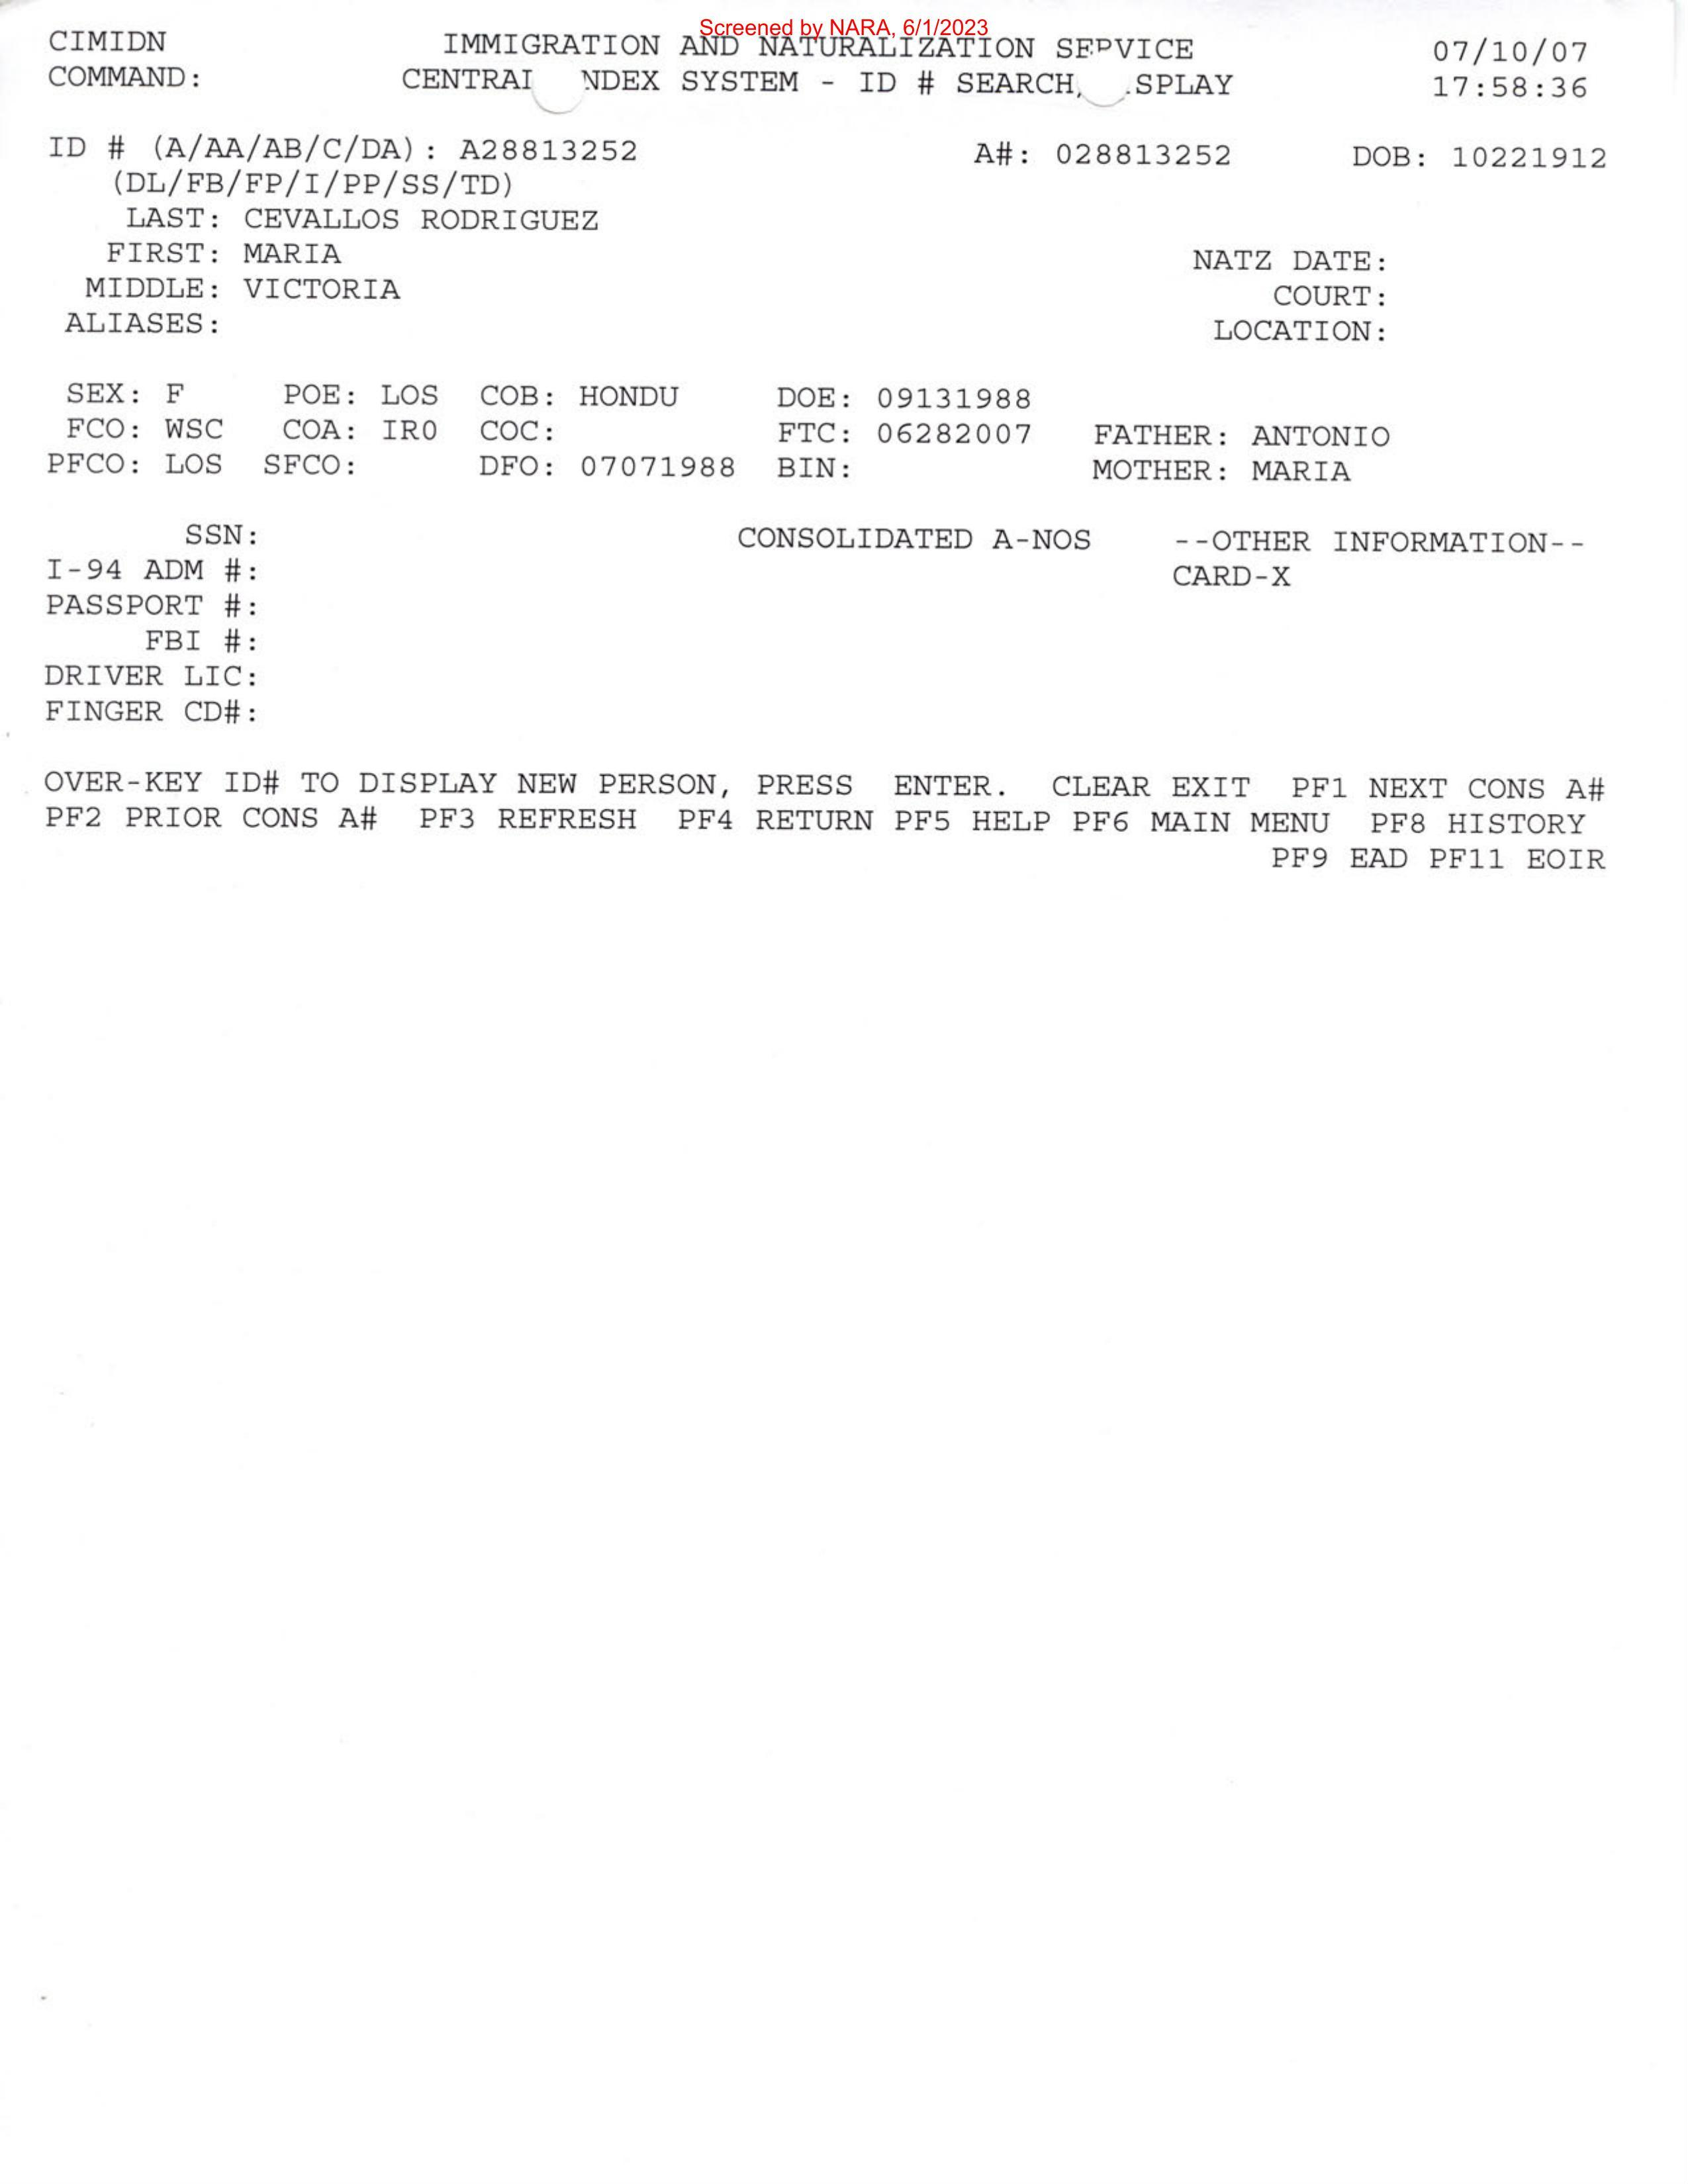 Screened by NARA, 6/1/2023
CIMIDN IMMIGRATION AND NATURALIZATION SERVICE 07/10/07
COMMAND: NDEX SYSTEM - ID # SEARCH, 17:58:36
ID # (A/AA/AB/C/DA): A28813252 A#: 028813252 DOB: 10221912
(DL/FB/FP/I/PP/SS/TD)
LAST: CEVALLOS RODRIGUEZ
FIRST: MARIA NATZ DATE:
MIDDLE: VICTORIA COURT:
ALIASES: LOCATION:
SEX: F POE: LOS COB: HONDU DOE: 09131988
FCO: WSC COA: IR0 COC: FTC: 06282007 FATHER: ANTONIO
PFCO: LOS SFCO: DFO: 07071988 BIN: MOTHER: MARIA
SSN: CONSOLIDATED A-NOS --OTHER INFORMATION--
I-94 ADM #: CARD-X
PASSPORT #:
FBI #:
DRIVER LIC:
FINGER CD#:
OVER-KEY ID# TO DISPLAY NEW PERSON, PRESS ENTER. CLEAR EXIT PF1 NEXT CONS A#
PF2 PRIOR CONS A# PF3 REFRESH PF4 RETURN PF5 HELP PF6 MAIN MENU PF8 HISTORY
PF9 EAD PF11 EOIR